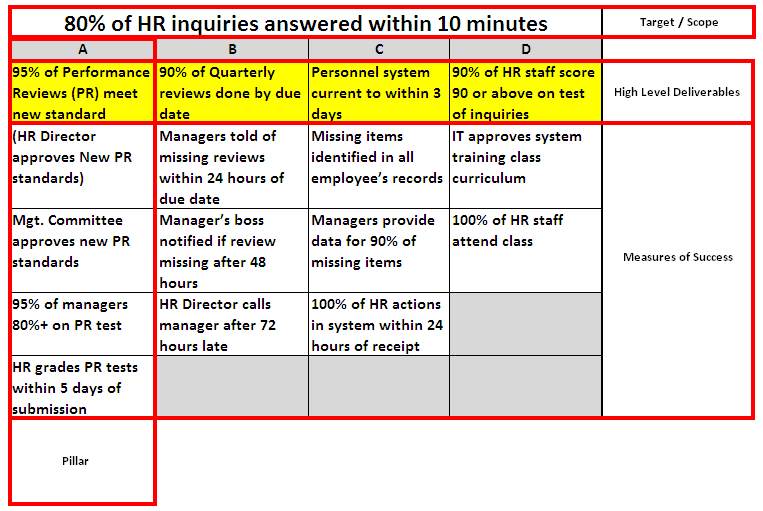 80% of HR inquiries answered within 10 minutes
Target / Scope
A
B
C
D
95% of Performance
Reviews (PR) meet
new standard
90% of Quarterly
reviews done by due
date
Personnel system
current to within 3
days
90% of HR staff score
90 or above on test
of inquiries
High Level Deliverables
(HR Director
approves New PR
standards)
Managers told of
missing reviews
within 24 hours of
due date
Missing items
identified in all
employee’s records
IT approves system
training class
curriculum
Mgt. Committee
approves new PR
standards
Manager’s boss
notified if review
missing after 48
hours
Managers provide
data for 90% of
missing items
100% of HR staff
attend class
Measures of Success
95% of managers
80%+ on PR test
HR Director calls
manager after 72
hours late
100% of HR actions
in system within 24
hours of receipt
HR grades PR tests
within 5 days of
submission
Pillar